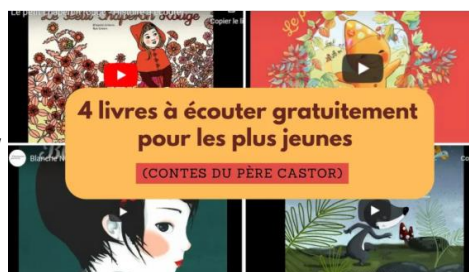 Le Petit Chaperon Rouge
Copier le li
4 livres à écouter gratuitement
pour les plus jeunes
(CONTES DU PÈRE CASTOR)
Blanche N
Co